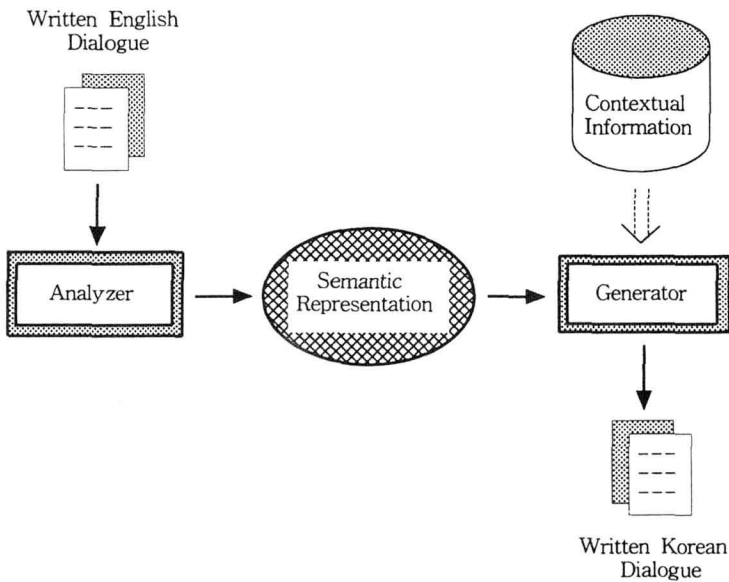 Written English
Dialogue
Contextual
Information
Analyzer
Semantic
Representation
Generator
Written Korean
Dialogue